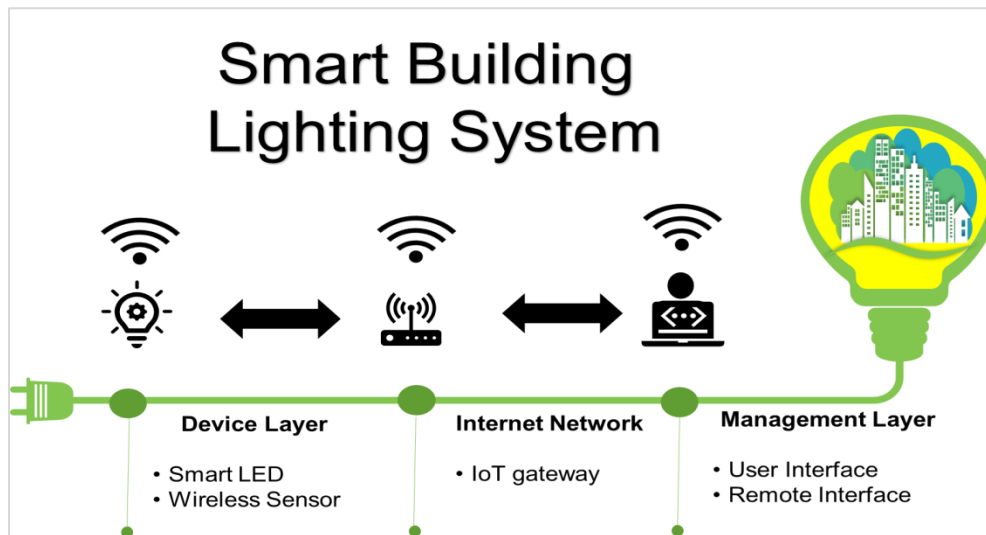 Smart Building
Lighting System
Device Layer
• Smart LED
• Wireless Sensor
Internet Network
• IoT gateway
Management Layer
• User Interface
• Remote Interface